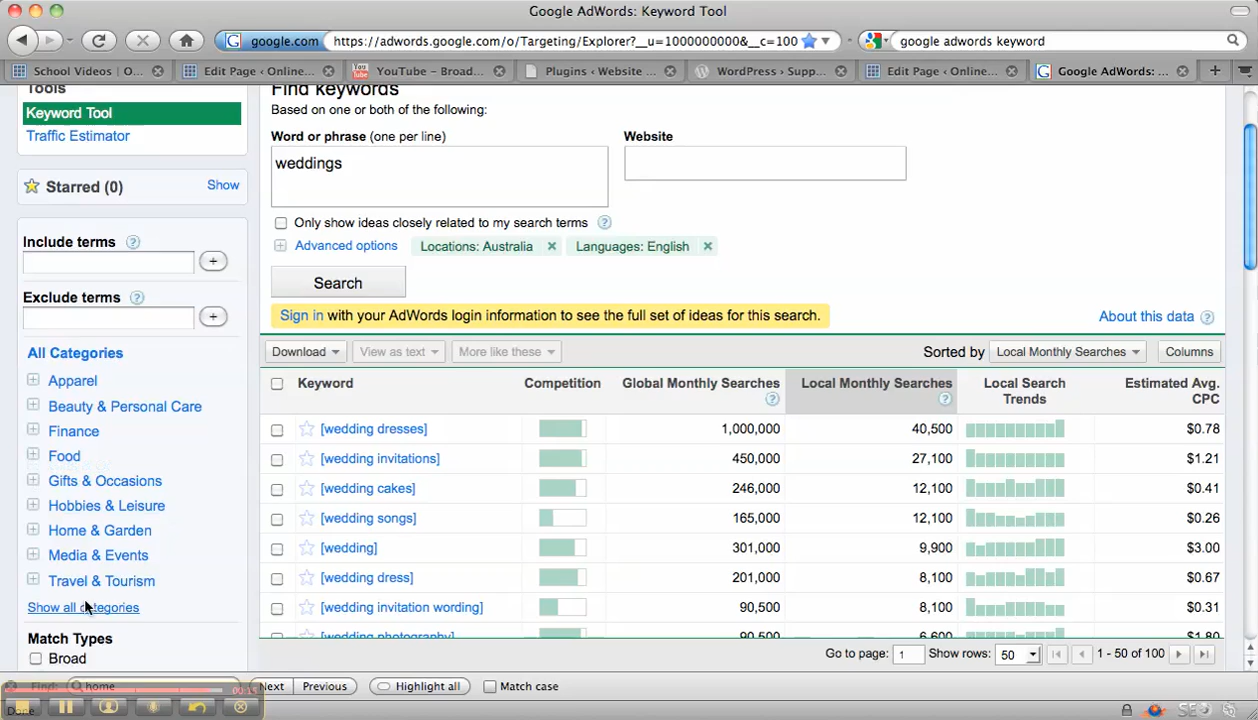 Google AdWords: Keyword Tool
google.com https://adwords.google.com/o/Targeting/Explorer?__u=1000000000&__c=100 google adwords keyword
School Videos | O... Edit Page ‹ Online... YouTube – Broad... Plugins ‹ Website ... WordPress › Supp... Edit Page ‹ Online... Google AdWords: ...
Tools
Keyword Tool
Traffic Estimator
Starred (0) Show
Include terms ?
+
Exclude terms ?
+
All Categories
Apparel
Beauty & Personal Care
Finance
Food
Gifts & Occasions
Hobbies & Leisure
Home & Garden
Media & Events
Travel & Tourism
Show all categories
Match Types
Broad
Find keywords
Based on one or both of the following:
Word or phrase (one per line) Website
weddings
Only show ideas closely related to my search terms ?
Advanced options Locations: Australia × Languages: English ×
Search
Sign in with your AdWords login information to see the full set of ideas for this search. About this data ?
Download View as text More like these Sorted by Local Monthly Searches Columns
Keyword Competition Global Monthly Searches ? Local Monthly Searches ? Local Search Trends Estimated Avg. CPC
[wedding dresses] 1,000,000 40,500 $0.78
[wedding invitations] 450,000 27,100 $1.21
[wedding cakes] 246,000 12,100 $0.41
[wedding songs] 165,000 12,100 $0.26
[wedding] 301,000 9,900 $3.00
[wedding dress] 201,000 8,100 $0.67
[wedding invitation wording] 90,500 8,100 $0.31
[wedding photography] 90,500 6,600 $1.80
Go to page: 1 Show rows: 50 1 - 50 of 100
Find: home Next Previous Highlight all Match case
Done